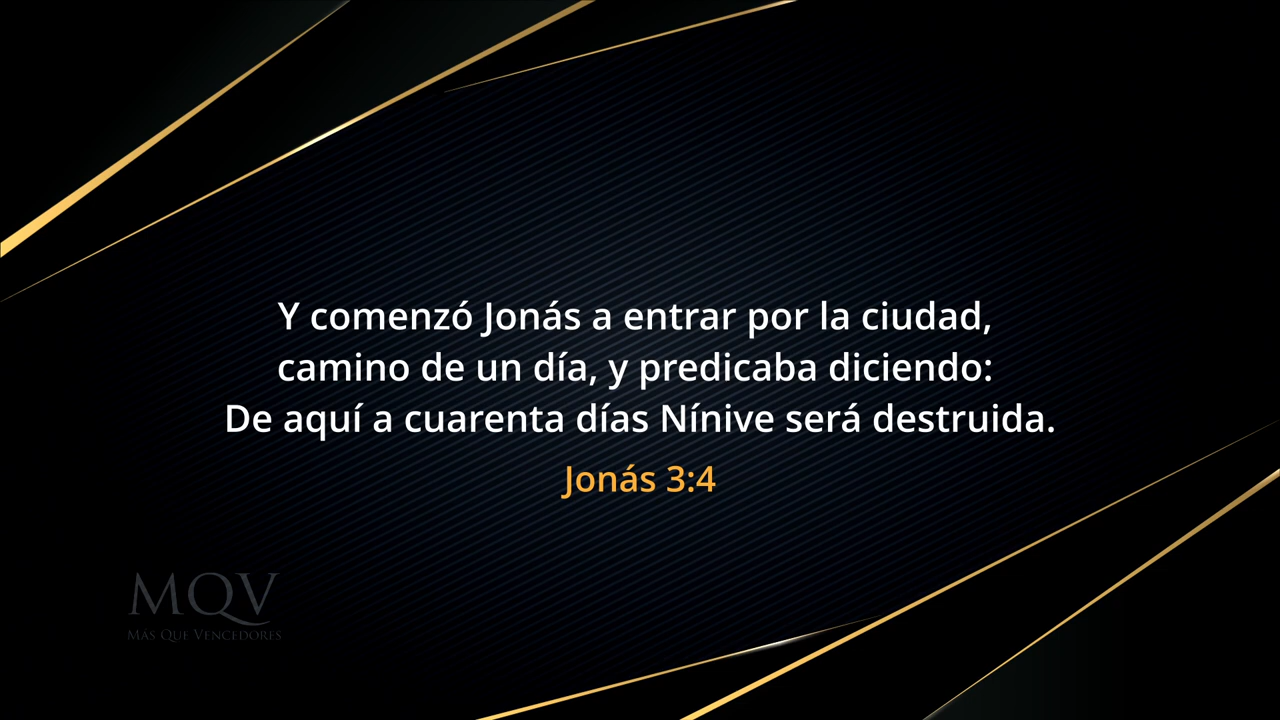 Y comenzó Jonás a entrar por la ciudad,
camino de un día, y predicaba diciendo:
De aquí a cuarenta días Nínive será destruida.
Jonás 3:4
MQV
Más Que Vencedores